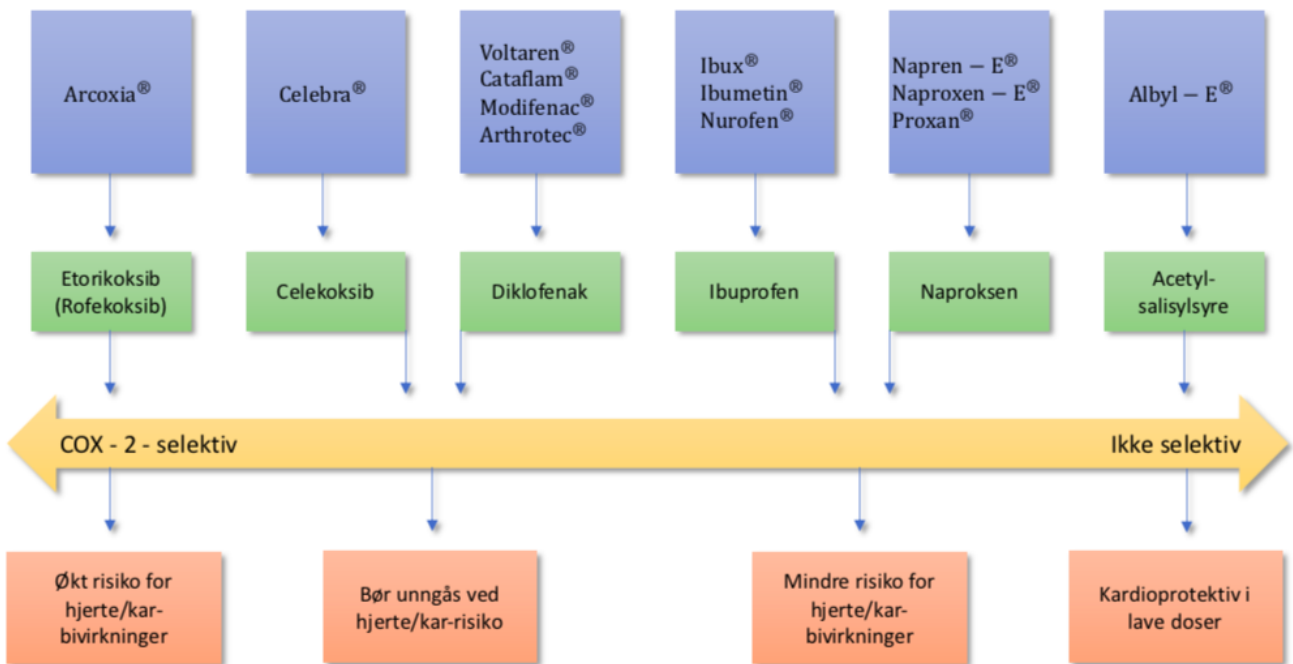 Arcoxia®
Celebra®
Voltaren®
Cataflam®
Modifenac®
Arthrotec®
Ibux®
Ibumetin®
Nurofen®
Napren − E®
Naproxen − E®
Proxan®
Albyl − E®
Etorikoksib
(Rofekoksib)
Celekoksib
Diklofenak
Ibuprofen
Naproksen
Acetyl-
salisylsyre
COX - 2 - selektiv
Ikke selektiv
Økt risiko for
hjerte/kar-
bivirkninger
Bør unngås ved
hjerte/kar-risiko
Mindre risiko for
hjerte/kar-
bivirkninger
Kardioprotektiv i
lave doser